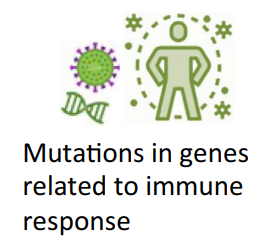 Mutations in genes
related to immune
response